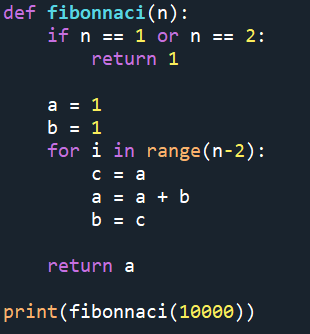 def fibonnaci(n):
    if n == 1 or n == 2:
        return 1

    a = 1
    b = 1
    for i in range(n-2):
        c = a
        a = a + b
        b = c

    return a

print(fibonnaci(10000))